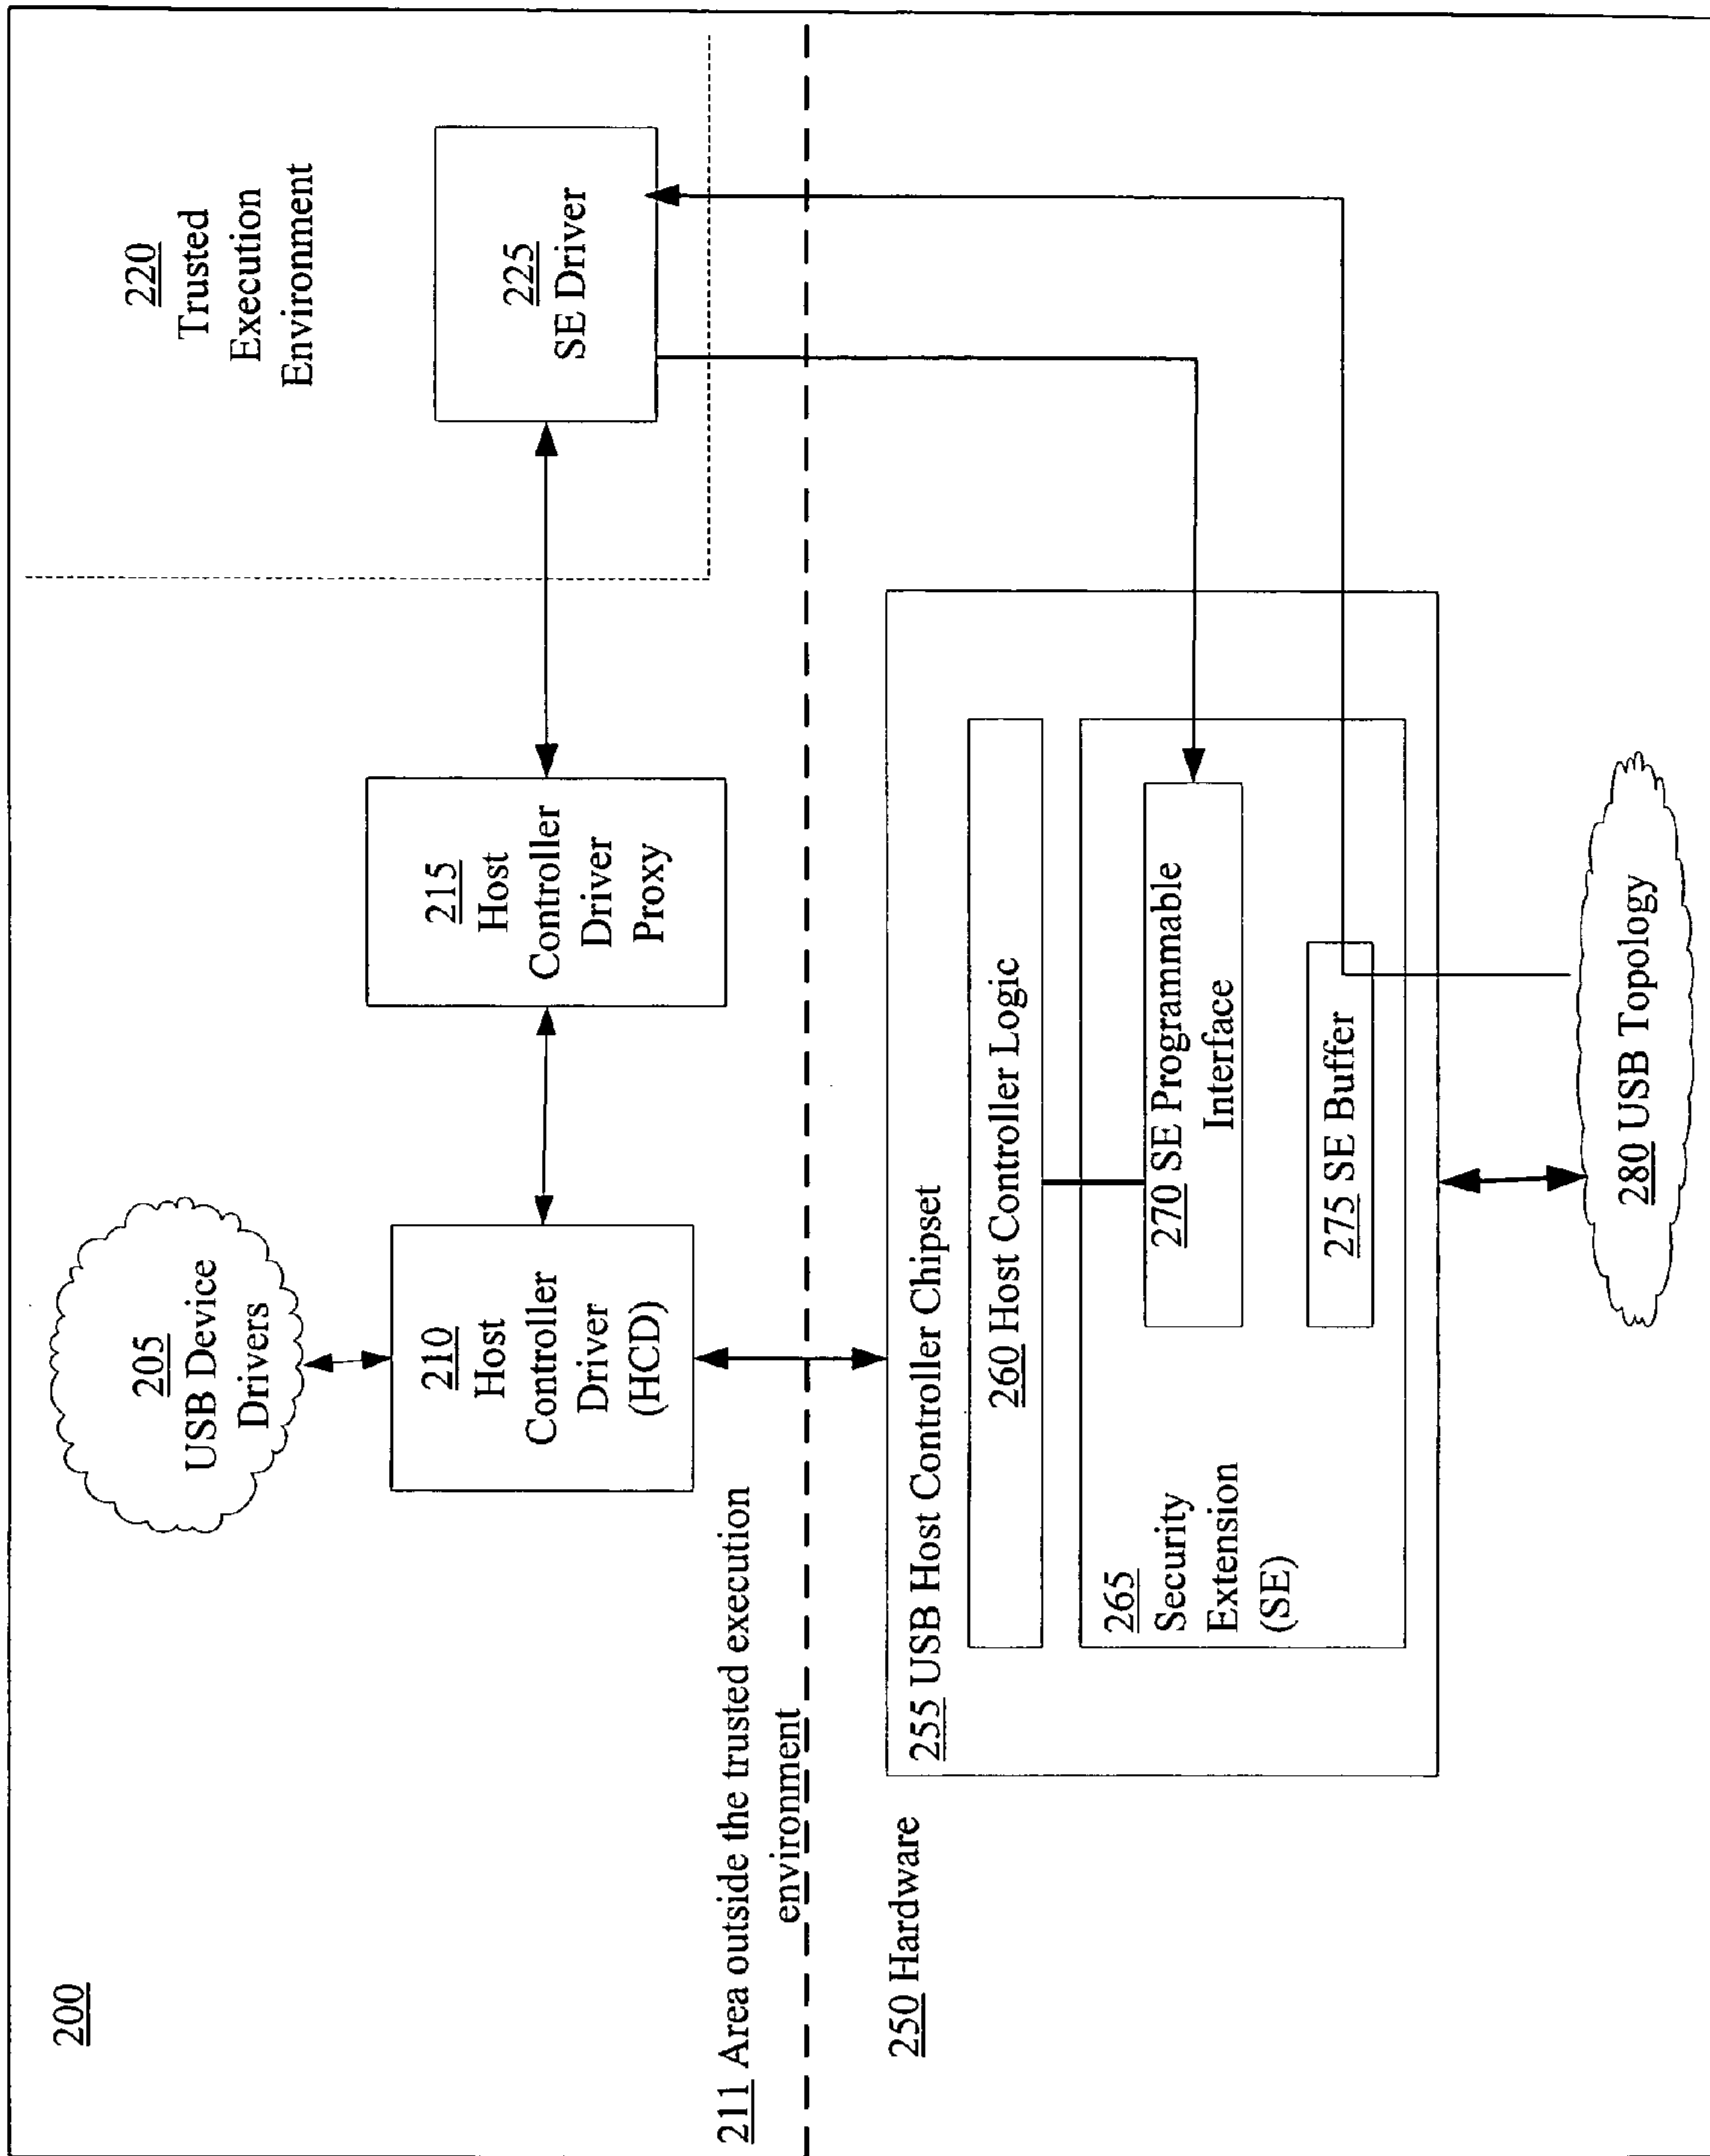 200
205
USB Device
Drivers
210
Host
Controller
Driver
(HCD)
215
Host
Controller
Driver
Proxy
220
Trusted
Execution
Environment
225
SE Driver
211 Area outside the trusted execution
environment
250 Hardware
255 USB Host Controller Chipset
260 Host Controller Logic
265
Security
Extension
(SE)
270 SE Programmable
Interface
275 SE Buffer
280 USB Topology